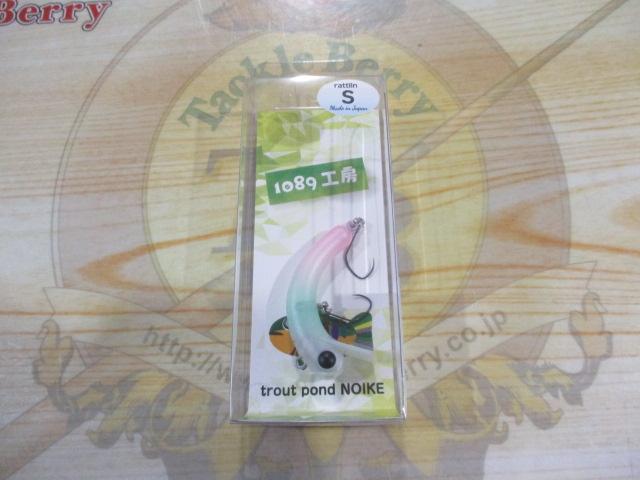 Berry
Tackle Berry
rattlin
S
Made in Japan
1089工房
http://
rry.co.jp
trout pond NOIKE